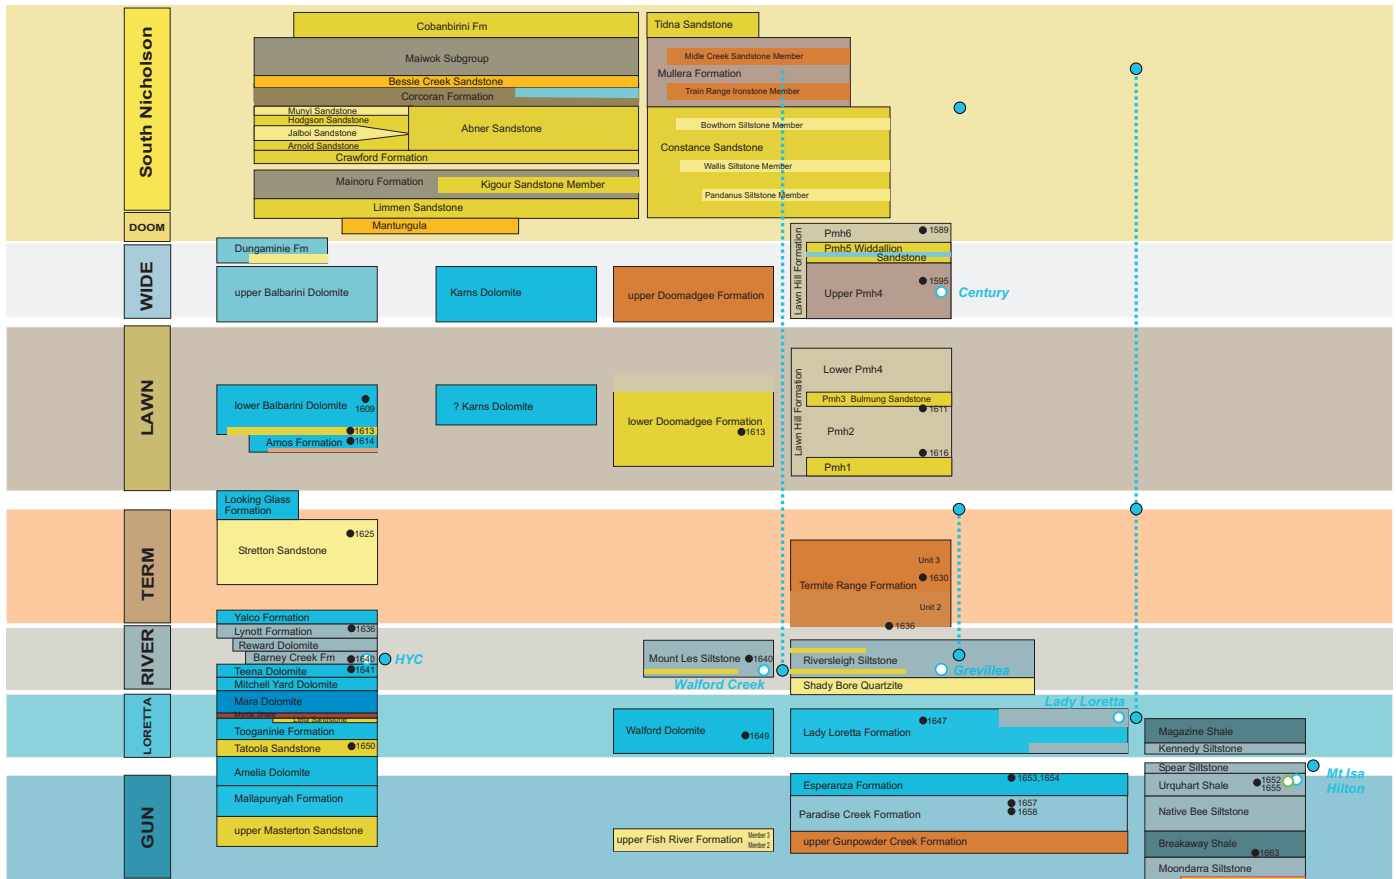 South Nicholson
Cobanbirini Fm
Maiwok Subgroup
Bessie Creek Sandstone
Corcoran Formation
Munyi Sandstone
Hodgson Sandstone
Jalboi Sandstone
Arnold Sandstone
Abner Sandstone
Crawford Formation
Mainoru Formation
Kigour Sandstone Member
Limmen Sandstone
Mantungula
Tidna Sandstone
Midle Creek Sandstone Member
Mullera Formation
Train Range Ironstone Member
Bowthorn Siltstone Member
Constance Sandstone
Wallis Siltstone Member
Pandanus Siltstone Member
DOOM
WIDE
Dungaminie Fm
upper Balbarini Dolomite
Karns Dolomite
upper Doomadgee Formation
Lawn Hill Formation
Pmh6
1589
Pmh5 Widdallion
Sandstone
1595
Upper Pmh4
Century
LAWN
lower Balbarini Dolomite
1609
1613
Amos Formation
1614
? Karns Dolomite
lower Doomadgee Formation
1613
Lawn Hill Formation
Lower Pmh4
Pmh3 Bulmung Sandstone
1611
Pmh2
1616
Pmh1
TERM
Looking Glass
Formation
1625
Stretton Sandstone
Unit 3
1630
Termite Range Formation
Unit 2
1636
RIVER
Yalco Formation
Lynott Formation
1636
Reward Dolomite
Barney Creek Fm
1640
HYC
Teena Dolomite
1641
Mitchell Yard Dolomite
Mount Les Siltstone
1640
Walford Creek
Riversleigh Siltstone
Grevillea
Shady Bore Quartzite
LORETTA
Mara Dolomite
Tooganinie Formation
Tatoola Sandstone
1650
Walford Dolomite
1649
Lady Loretta
1647
Lady Loretta Formation
Magazine Shale
Kennedy Siltstone
GUN
Amelia Dolomite
Mallapunyah Formation
upper Masterton Sandstone
upper Fish River Formation
Member 3
Member 2
Esperanza Formation
1653,1654
1657
1658
Paradise Creek Formation
upper Gunpowder Creek Formation
Spear Siltstone
Urquhart Shale
1652
1655
Mt Isa
Hilton
Native Bee Siltstone
Breakaway Shale
1663
Moondarra Siltstone